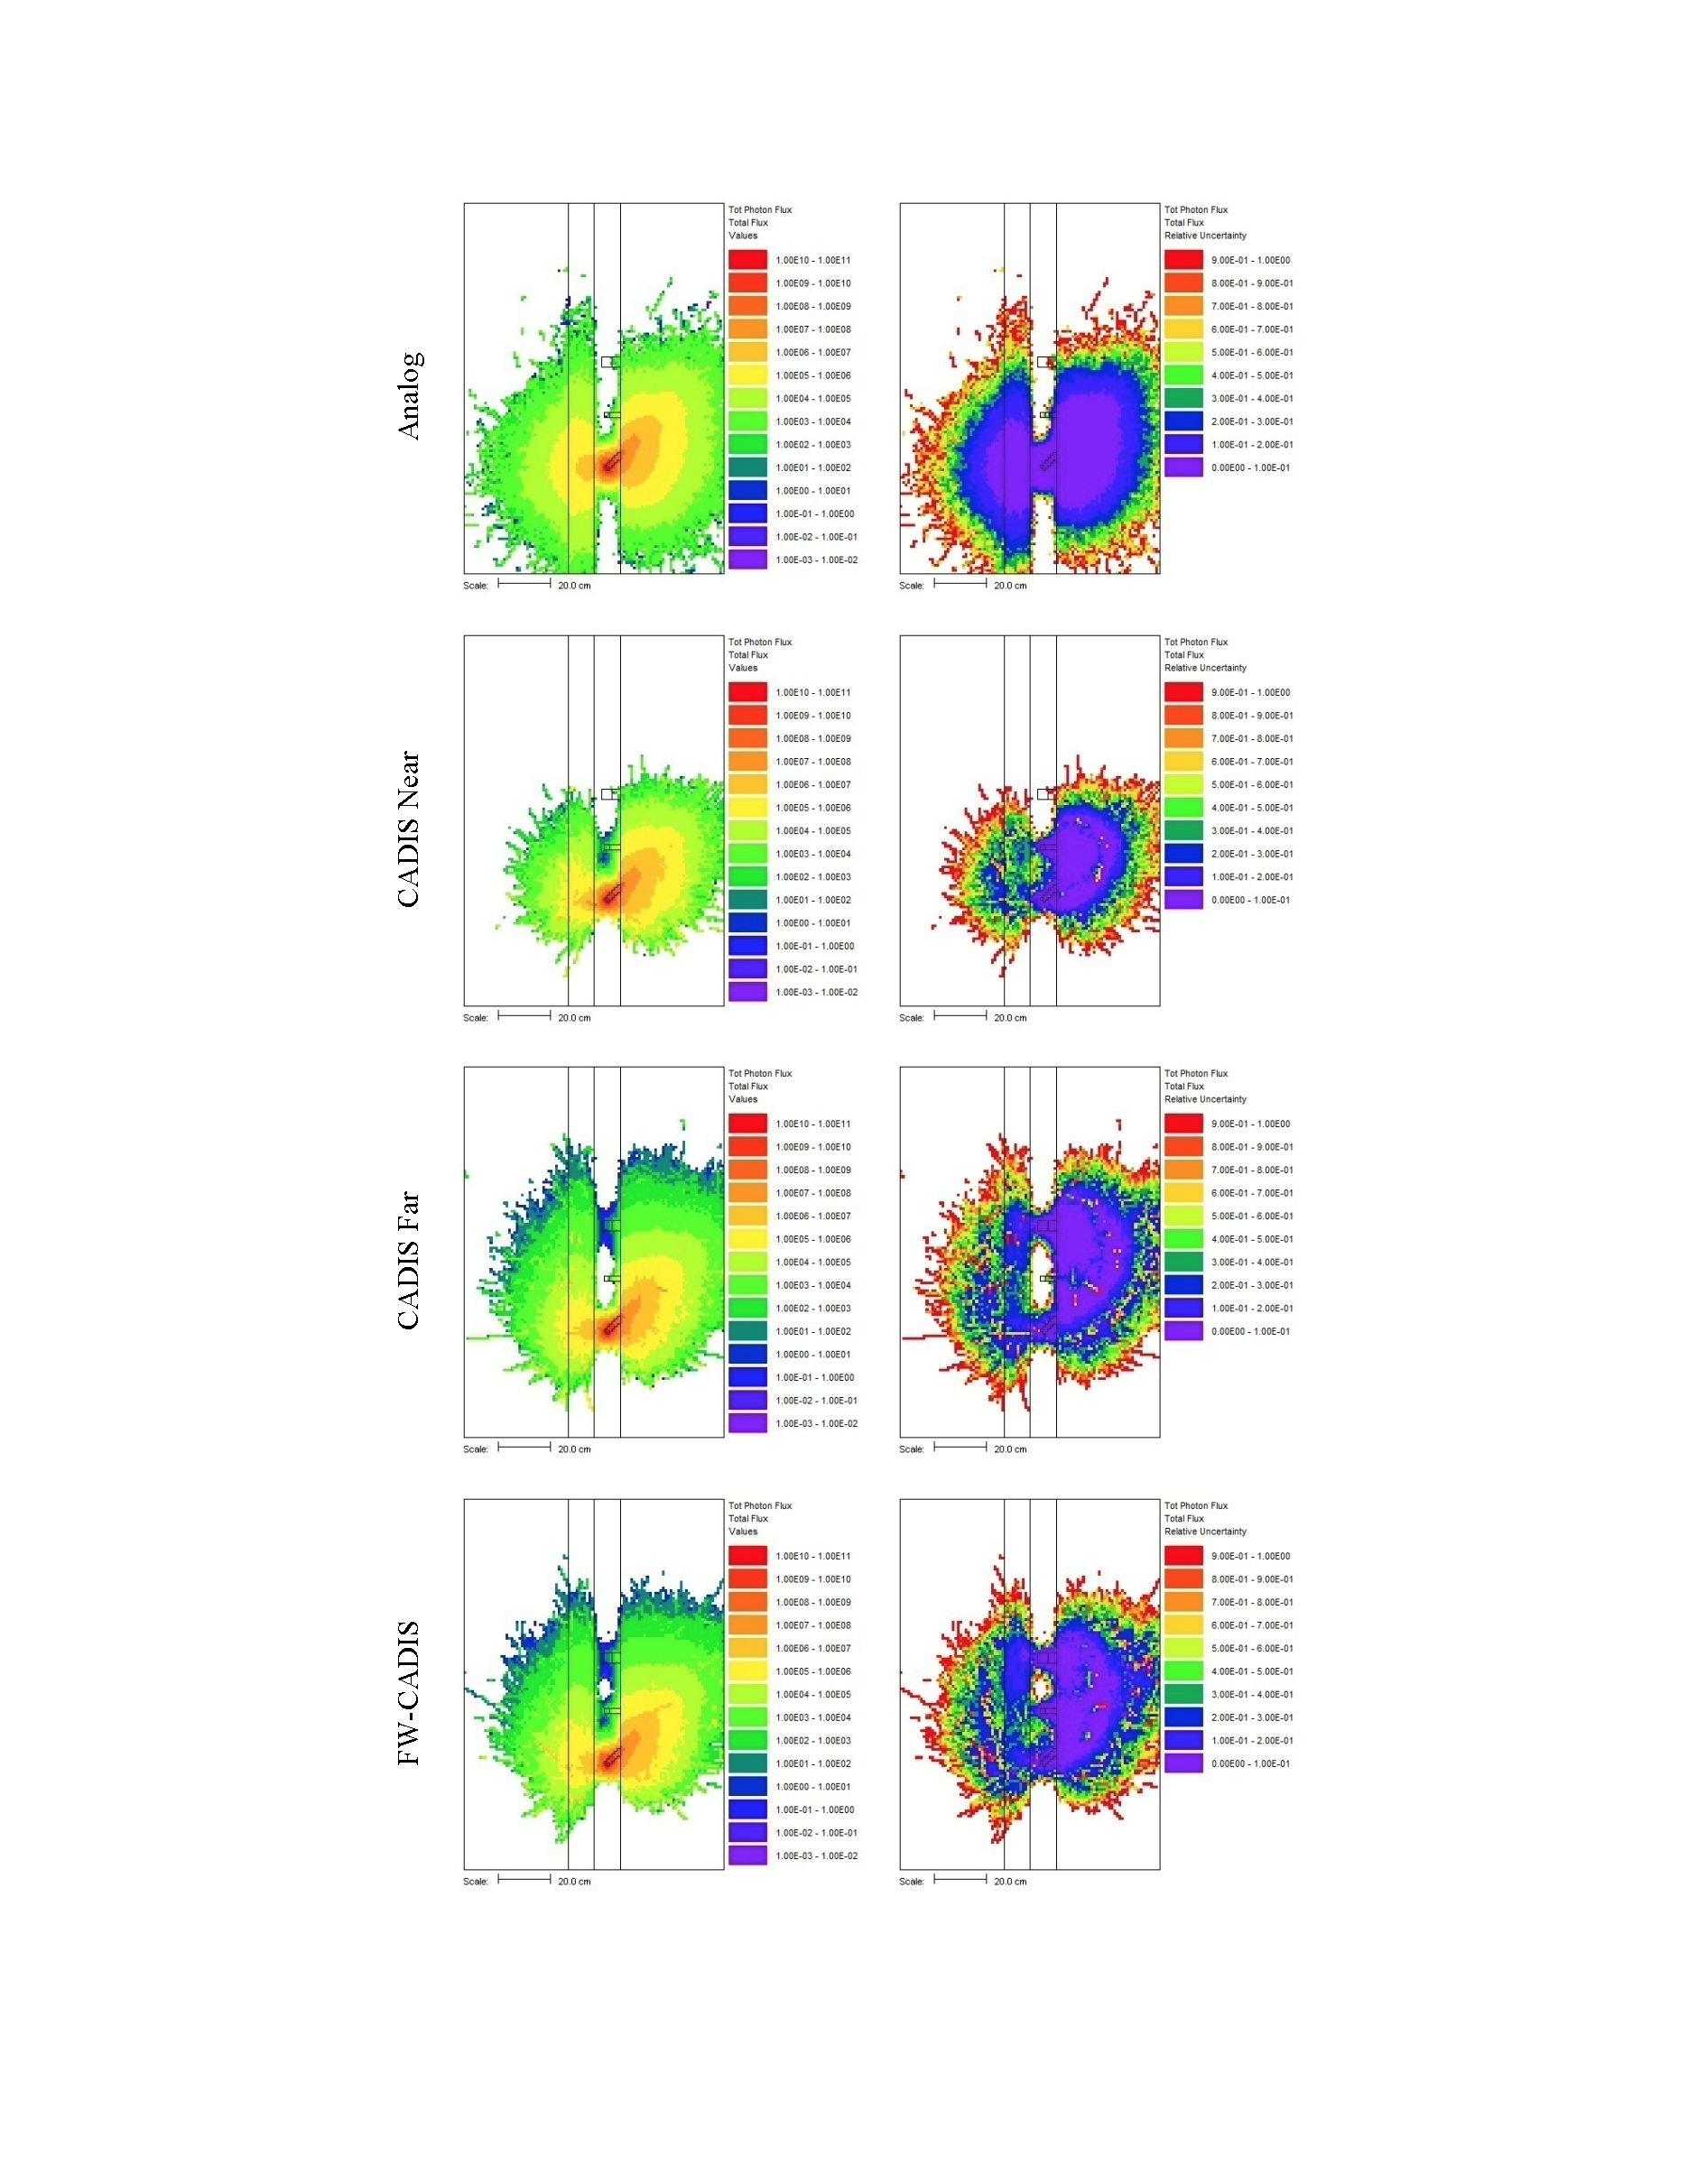 Analog
Tot Photon Flux
Total Flux
Values
1.00E10 - 1.00E11
1.00E09 - 1.00E10
1.00E08 - 1.00E09
1.00E07 - 1.00E08
1.00E06 - 1.00E07
1.00E05 - 1.00E06
1.00E04 - 1.00E05
1.00E03 - 1.00E04
1.00E02 - 1.00E03
1.00E01 - 1.00E02
1.00E00 - 1.00E01
1.00E-01 - 1.00E00
1.00E-02 - 1.00E-01
1.00E-03 - 1.00E-02
Scale: 20.0 cm
Tot Photon Flux
Total Flux
Relative Uncertainty
9.00E-01 - 1.00E00
8.00E-01 - 9.00E-01
7.00E-01 - 8.00E-01
6.00E-01 - 7.00E-01
5.00E-01 - 6.00E-01
4.00E-01 - 5.00E-01
3.00E-01 - 4.00E-01
2.00E-01 - 3.00E-01
1.00E-01 - 2.00E-01
0.00E00 - 1.00E-01
Scale: 20.0 cm
CADIS Near
Tot Photon Flux
Total Flux
Values
1.00E10 - 1.00E11
1.00E09 - 1.00E10
1.00E08 - 1.00E09
1.00E07 - 1.00E08
1.00E06 - 1.00E07
1.00E05 - 1.00E06
1.00E04 - 1.00E05
1.00E03 - 1.00E04
1.00E02 - 1.00E03
1.00E01 - 1.00E02
1.00E00 - 1.00E01
1.00E-01 - 1.00E00
1.00E-02 - 1.00E-01
1.00E-03 - 1.00E-02
Scale: 20.0 cm
Tot Photon Flux
Total Flux
Relative Uncertainty
9.00E-01 - 1.00E00
8.00E-01 - 9.00E-01
7.00E-01 - 8.00E-01
6.00E-01 - 7.00E-01
5.00E-01 - 6.00E-01
4.00E-01 - 5.00E-01
3.00E-01 - 4.00E-01
2.00E-01 - 3.00E-01
1.00E-01 - 2.00E-01
0.00E00 - 1.00E-01
Scale: 20.0 cm
CADIS Far
Tot Photon Flux
Total Flux
Values
1.00E10 - 1.00E11
1.00E09 - 1.00E10
1.00E08 - 1.00E09
1.00E07 - 1.00E08
1.00E06 - 1.00E07
1.00E05 - 1.00E06
1.00E04 - 1.00E05
1.00E03 - 1.00E04
1.00E02 - 1.00E03
1.00E01 - 1.00E02
1.00E00 - 1.00E01
1.00E-01 - 1.00E00
1.00E-02 - 1.00E-01
1.00E-03 - 1.00E-02
Scale: 20.0 cm
Tot Photon Flux
Total Flux
Relative Uncertainty
9.00E-01 - 1.00E00
8.00E-01 - 9.00E-01
7.00E-01 - 8.00E-01
6.00E-01 - 7.00E-01
5.00E-01 - 6.00E-01
4.00E-01 - 5.00E-01
3.00E-01 - 4.00E-01
2.00E-01 - 3.00E-01
1.00E-01 - 2.00E-01
0.00E00 - 1.00E-01
Scale: 20.0 cm
FW-CADIS
Tot Photon Flux
Total Flux
Values
1.00E10 - 1.00E11
1.00E09 - 1.00E10
1.00E08 - 1.00E09
1.00E07 - 1.00E08
1.00E06 - 1.00E07
1.00E05 - 1.00E06
1.00E04 - 1.00E05
1.00E03 - 1.00E04
1.00E02 - 1.00E03
1.00E01 - 1.00E02
1.00E00 - 1.00E01
1.00E-01 - 1.00E00
1.00E-02 - 1.00E-01
1.00E-03 - 1.00E-02
Scale: 20.0 cm
Tot Photon Flux
Total Flux
Relative Uncertainty
9.00E-01 - 1.00E00
8.00E-01 - 9.00E-01
7.00E-01 - 8.00E-01
6.00E-01 - 7.00E-01
5.00E-01 - 6.00E-01
4.00E-01 - 5.00E-01
3.00E-01 - 4.00E-01
2.00E-01 - 3.00E-01
1.00E-01 - 2.00E-01
0.00E00 - 1.00E-01
Scale: 20.0 cm